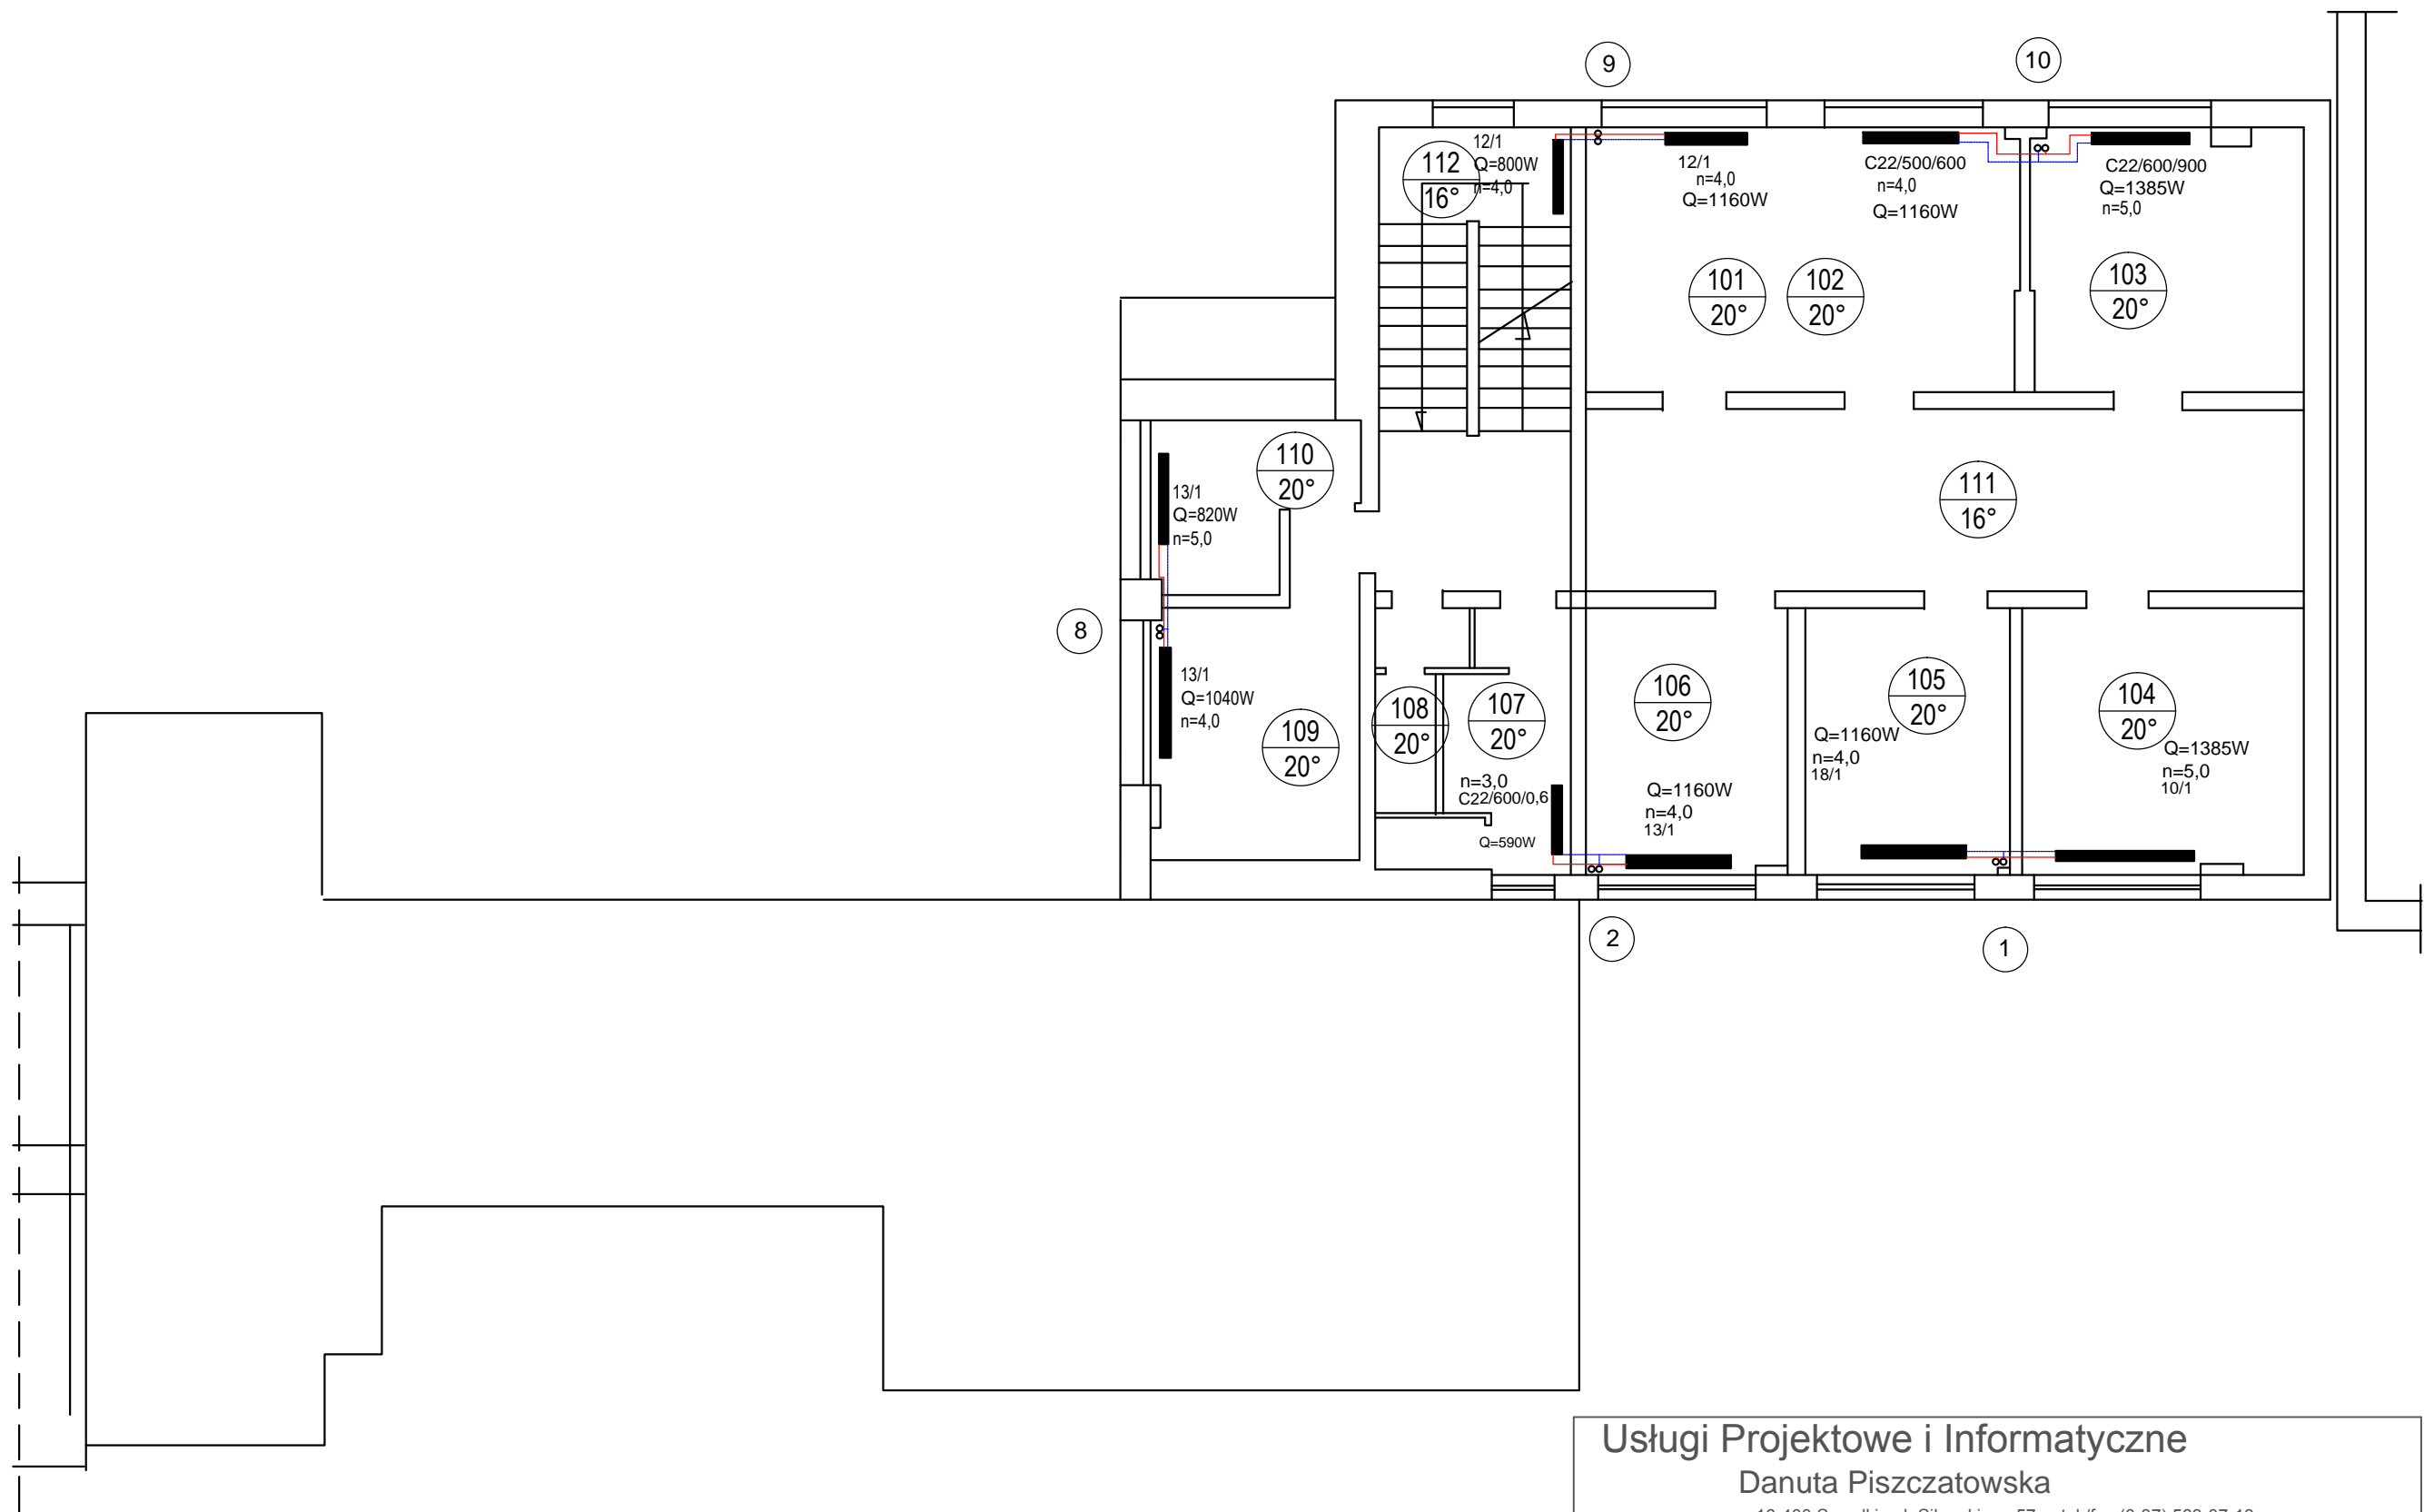 9
10
112
16°
12/1
Q=800W
n=4,0
12/1
n=4,0
Q=1160W
C22/500/600
n=4,0
Q=1160W
C22/600/900
Q=1385W
n=5,0
101
20°
102
20°
103
20°
110
20°
13/1
Q=820W
n=5,0
111
16°
8
13/1
Q=1040W
n=4,0
109
20°
108
20°
107
20°
n=3,0
C22/600/0,6
Q=590W
106
20°
Q=1160W
n=4,0
13/1
105
20°
Q=1160W
n=4,0
18/1
104
20°
Q=1385W
n=5,0
10/1
2
1
Usługi Projektowe i Informatyczne
Danuta Piszczatowska